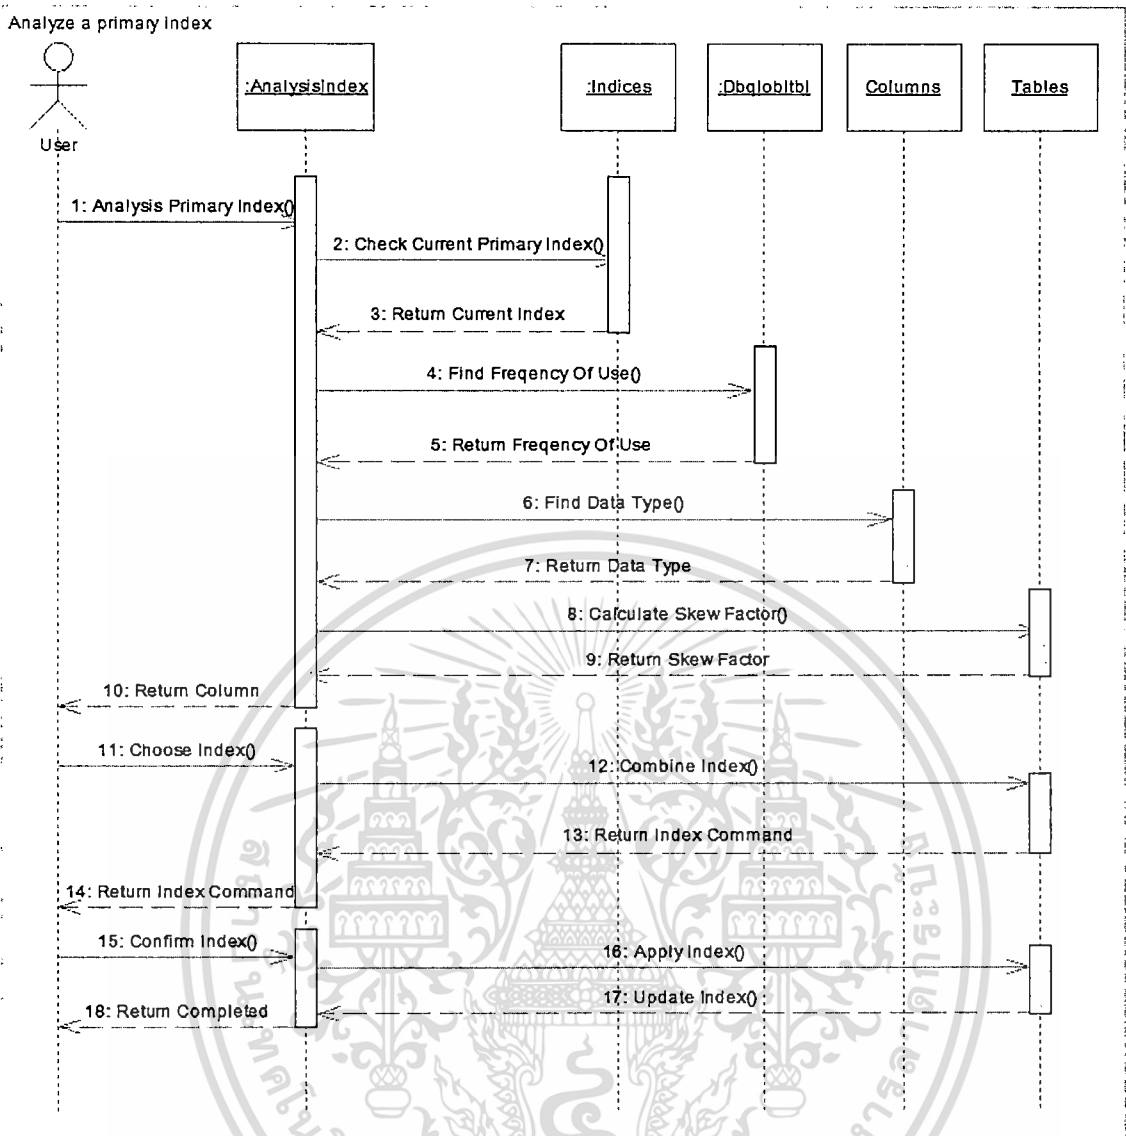 Analyze a primary index
:AnalysisIndex
:Indices
:Dbqlobltbl
Columns
Tables
User
1: Analysis Primary Index()
2: Check Current Primary Index()
3: Return Current Index
4: Find Freqency Of Use()
5: Return Freqency Of Use
6: Find Data Type()
7: Return Data Type
8: Calculate Skew Factor()
9: Return Skew Factor
10: Return Column
11: Choose Index()
12: Combine Index()
13: Return Index Command
14: Return Index Command
15: Confirm Index()
16: Apply Index()
17: Update Index()
18: Return Completed